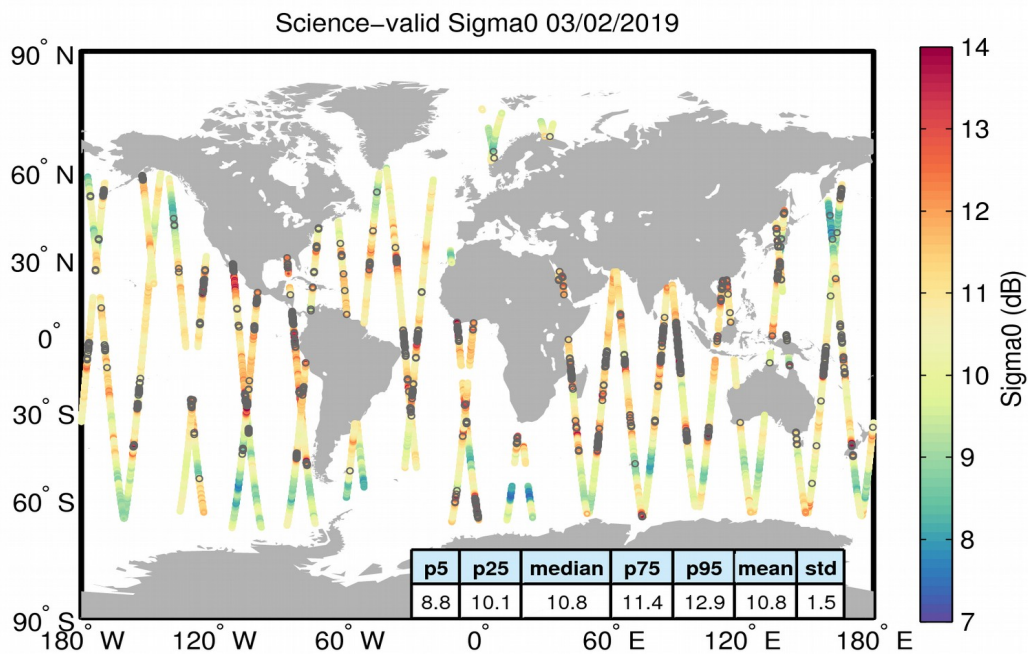 Science–valid Sigma0 03/02/2019
90° N
60° N
30° N
0°
30° S
60° S
90° S
180° W
120° W
60° W
0°
60° E
120° E
180° E
p5 p25 median p75 p95 mean std
8.8 10.1 10.8 11.4 12.9 10.8 1.5
14
13
12
11
10
9
8
7
Sigma0 (dB)